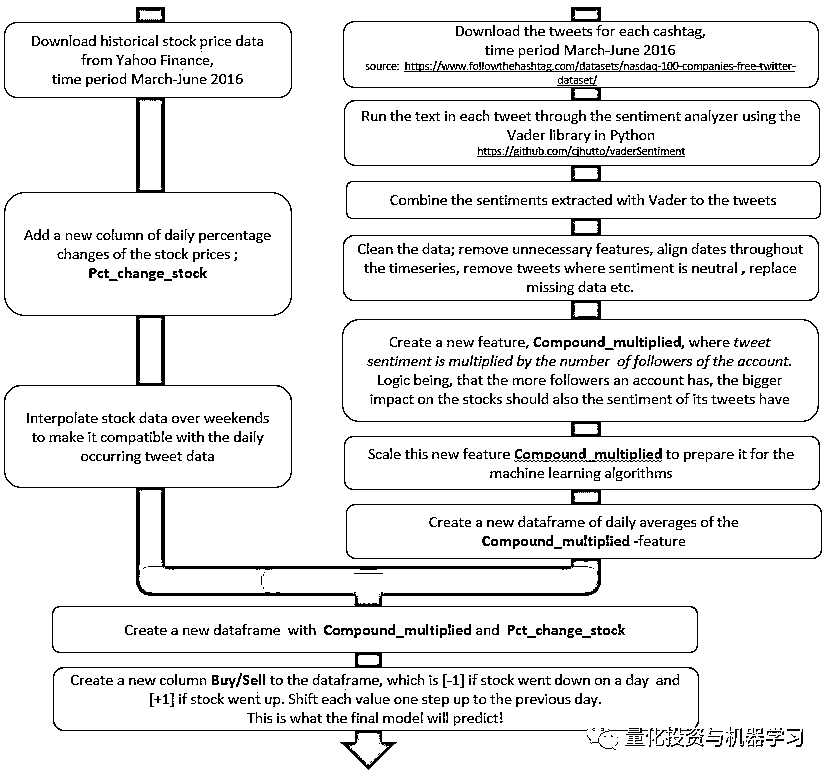 Download historical stock price data
from Yahoo Finance,
time period March-June 2016
Add a new column of daily percentage
changes of the stock prices ;
Pct_change_stock
Interpolate stock data over weekends
to make it compatible with the daily
occurring tweet data
Download the tweets for each cashtag,
time period March-June 2016
source: https://www.followthehashtag.com/datasets/nasdaq-100-companies-free-twitter-
dataset/
Run the text in each tweet through the sentiment analyzer using the
Vader library in Python
https://github.com/cjhutto/vaderSentiment
Combine the sentiments extracted with Vader to the tweets
Clean the data; remove unnecessary features, align dates throughout
the timeseries, remove tweets where sentiment is neutral , replace
missing data etc.
Create a new feature, Compound_multiplied, where tweet
sentiment is multiplied by the number of followers of the account.
Logic being, that the more followers an account has, the bigger
impact on the stocks should also the sentiment of its tweets have
Scale this new feature Compound_multiplied to prepare it for the
machine learning algorithms
Create a new dataframe of daily averages of the
Compound_multiplied -feature
Create a new dataframe with Compound_multiplied and Pct_change_stock
Create a new column Buy/Sell to the dataframe, which is [-1] if stock went down on a day and
[+1] if stock went up. Shift each value one step up to the previous day.
This is what the final model will predict!
量化投资与机器学习